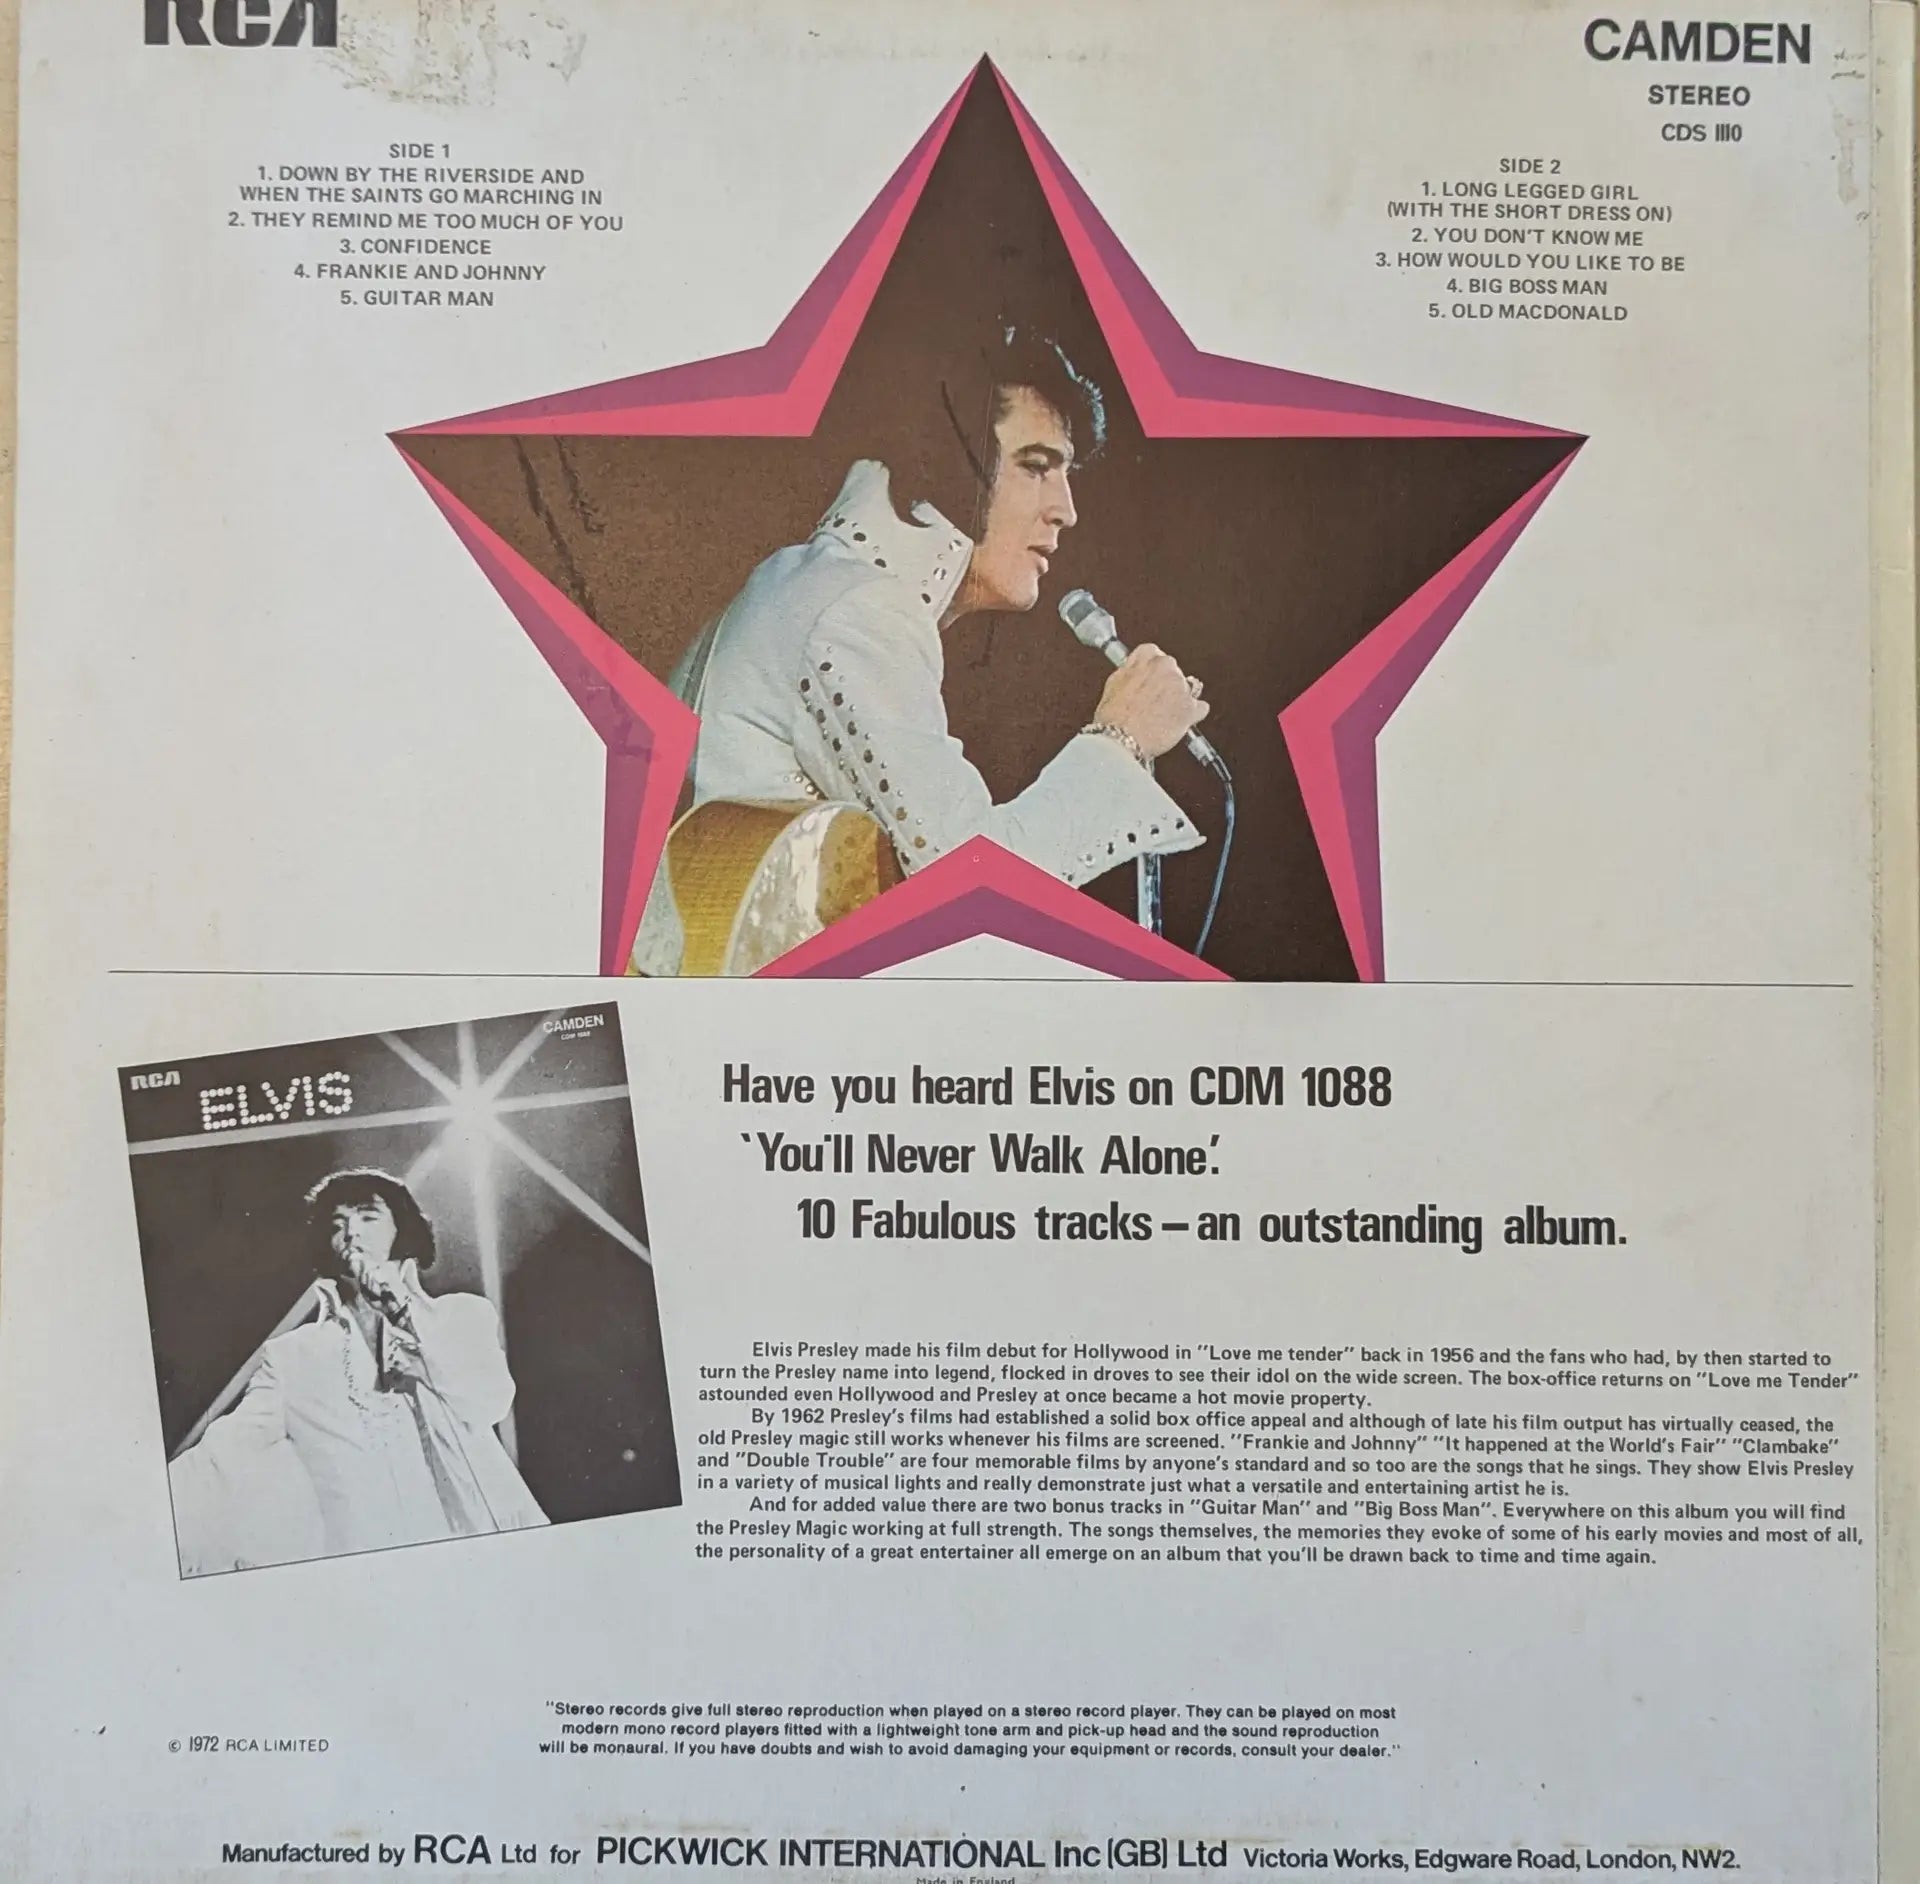 RCA
CAMDEN
STEREO
CDS 1110
SIDE 1
1. DOWN BY THE RIVERSIDE AND
WHEN THE SAINTS GO MARCHING IN
2. THEY REMIND ME TOO MUCH OF YOU
3. CONFIDENCE
4. FRANKIE AND JOHNNY
5. GUITAR MAN
SIDE 2
1. LONG LEGGED GIRL
(WITH THE SHORT DRESS ON)
2. YOU DON'T KNOW ME
3. HOW WOULD YOU LIKE TO BE
4. BIG BOSS MAN
5. OLD MACDONALD
RCA
ELVIS
CAMDEN
Have you heard Elvis on CDM 1088
'You'll Never Walk Alone'.
10 Fabulous tracks – an outstanding album.
Elvis Presley made his film debut for Hollywood in "Love me tender" back in 1956 and the fans who had, by then started to
turn the Presley name into legend, flocked in droves to see their idol on the wide screen. The box-office returns on "Love me Tender"
astounded even Hollywood and Presley at once became a hot movie property.
By 1962 Presley's films had established a solid box office appeal and although of late his film output has virtually ceased, the
old Presley magic still works whenever his films are screened. "Frankie and Johnny" "It happened at the World's Fair" "Clambake"
and "Double Trouble" are four memorable films by anyone's standard and so too are the songs that he sings. They show Elvis Presley
in a variety of musical lights and really demonstrate just what a versatile and entertaining artist he is.
And for added value there are two bonus tracks in "Guitar Man" and "Big Boss Man". Everywhere on this album you will find
the Presley Magic working at full strength. The songs themselves, the memories they evoke of some of his early movies and most of all,
the personality of a great entertainer all emerge on an album that you'll be drawn back to time and time again.
"Stereo records give full stereo reproduction when played on a stereo record player. They can be played on most
modern mono record players fitted with a lightweight tone arm and pick-up head and the sound reproduction
will be monaural. If you have doubts and wish to avoid damaging your equipment or records, consult your dealer."
© 1972 RCA LIMITED
Manufactured by RCA Ltd for PICKWICK INTERNATIONAL Inc (GB) Ltd Victoria Works, Edgware Road, London, NW2.
Made in England